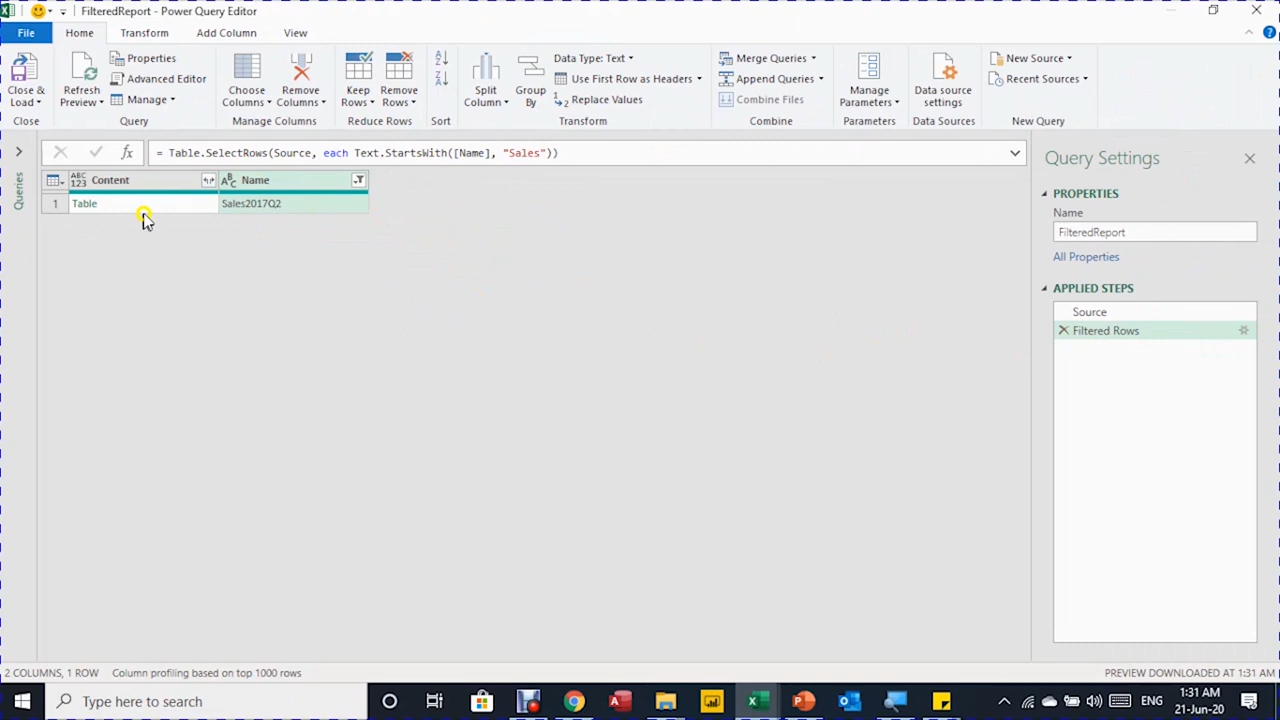 FilteredReport - Power Query Editor
File
Home
Transform
Add Column
View
Close & Load
Close
Refresh Preview
Properties
Advanced Editor
Manage
Query
Choose Columns
Remove Columns
Manage Columns
Keep Rows
Remove Rows
Reduce Rows
Sort
Split Column
Group By
Data Type: Text
Use First Row as Headers
Replace Values
Transform
Merge Queries
Append Queries
Combine Files
Combine
Manage Parameters
Parameters
Data source settings
Data Sources
New Source
Recent Sources
New Query
= Table.SelectRows(Source, each Text.StartsWith([Name], "Sales"))
Queries
ABC 123 Content
ABC Name
1 Table Sales2017Q2
Query Settings
PROPERTIES
Name
FilteredReport
All Properties
APPLIED STEPS
Source
Filtered Rows
2 COLUMNS, 1 ROW Column profiling based on top 1000 rows
PREVIEW DOWNLOADED AT 1:31 AM
Type here to search
ENG
1:31 AM
21-Jun-20